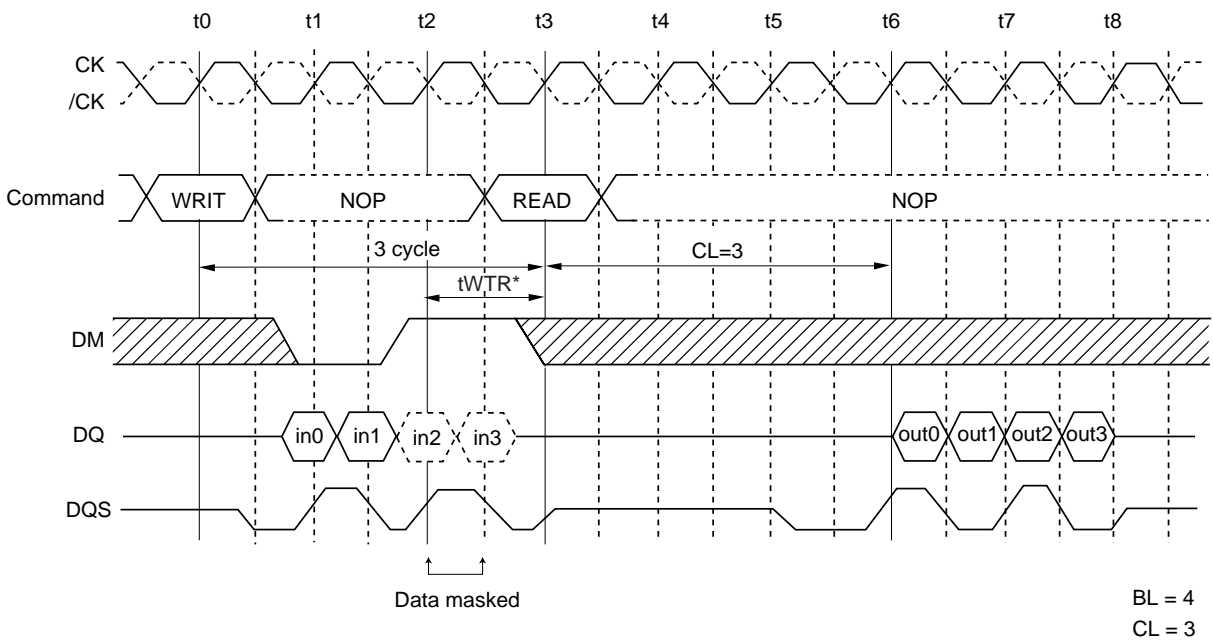 t0 t1 t2 t3 t4 t5 t6 t7 t8
CK
/CK
Command WRIT NOP READ NOP
3 cycle CL=3
tWTR*
DM
DQ in0 in1 in2 in3 out0 out1 out2 out3
DQS
Data masked
BL = 4
CL = 3